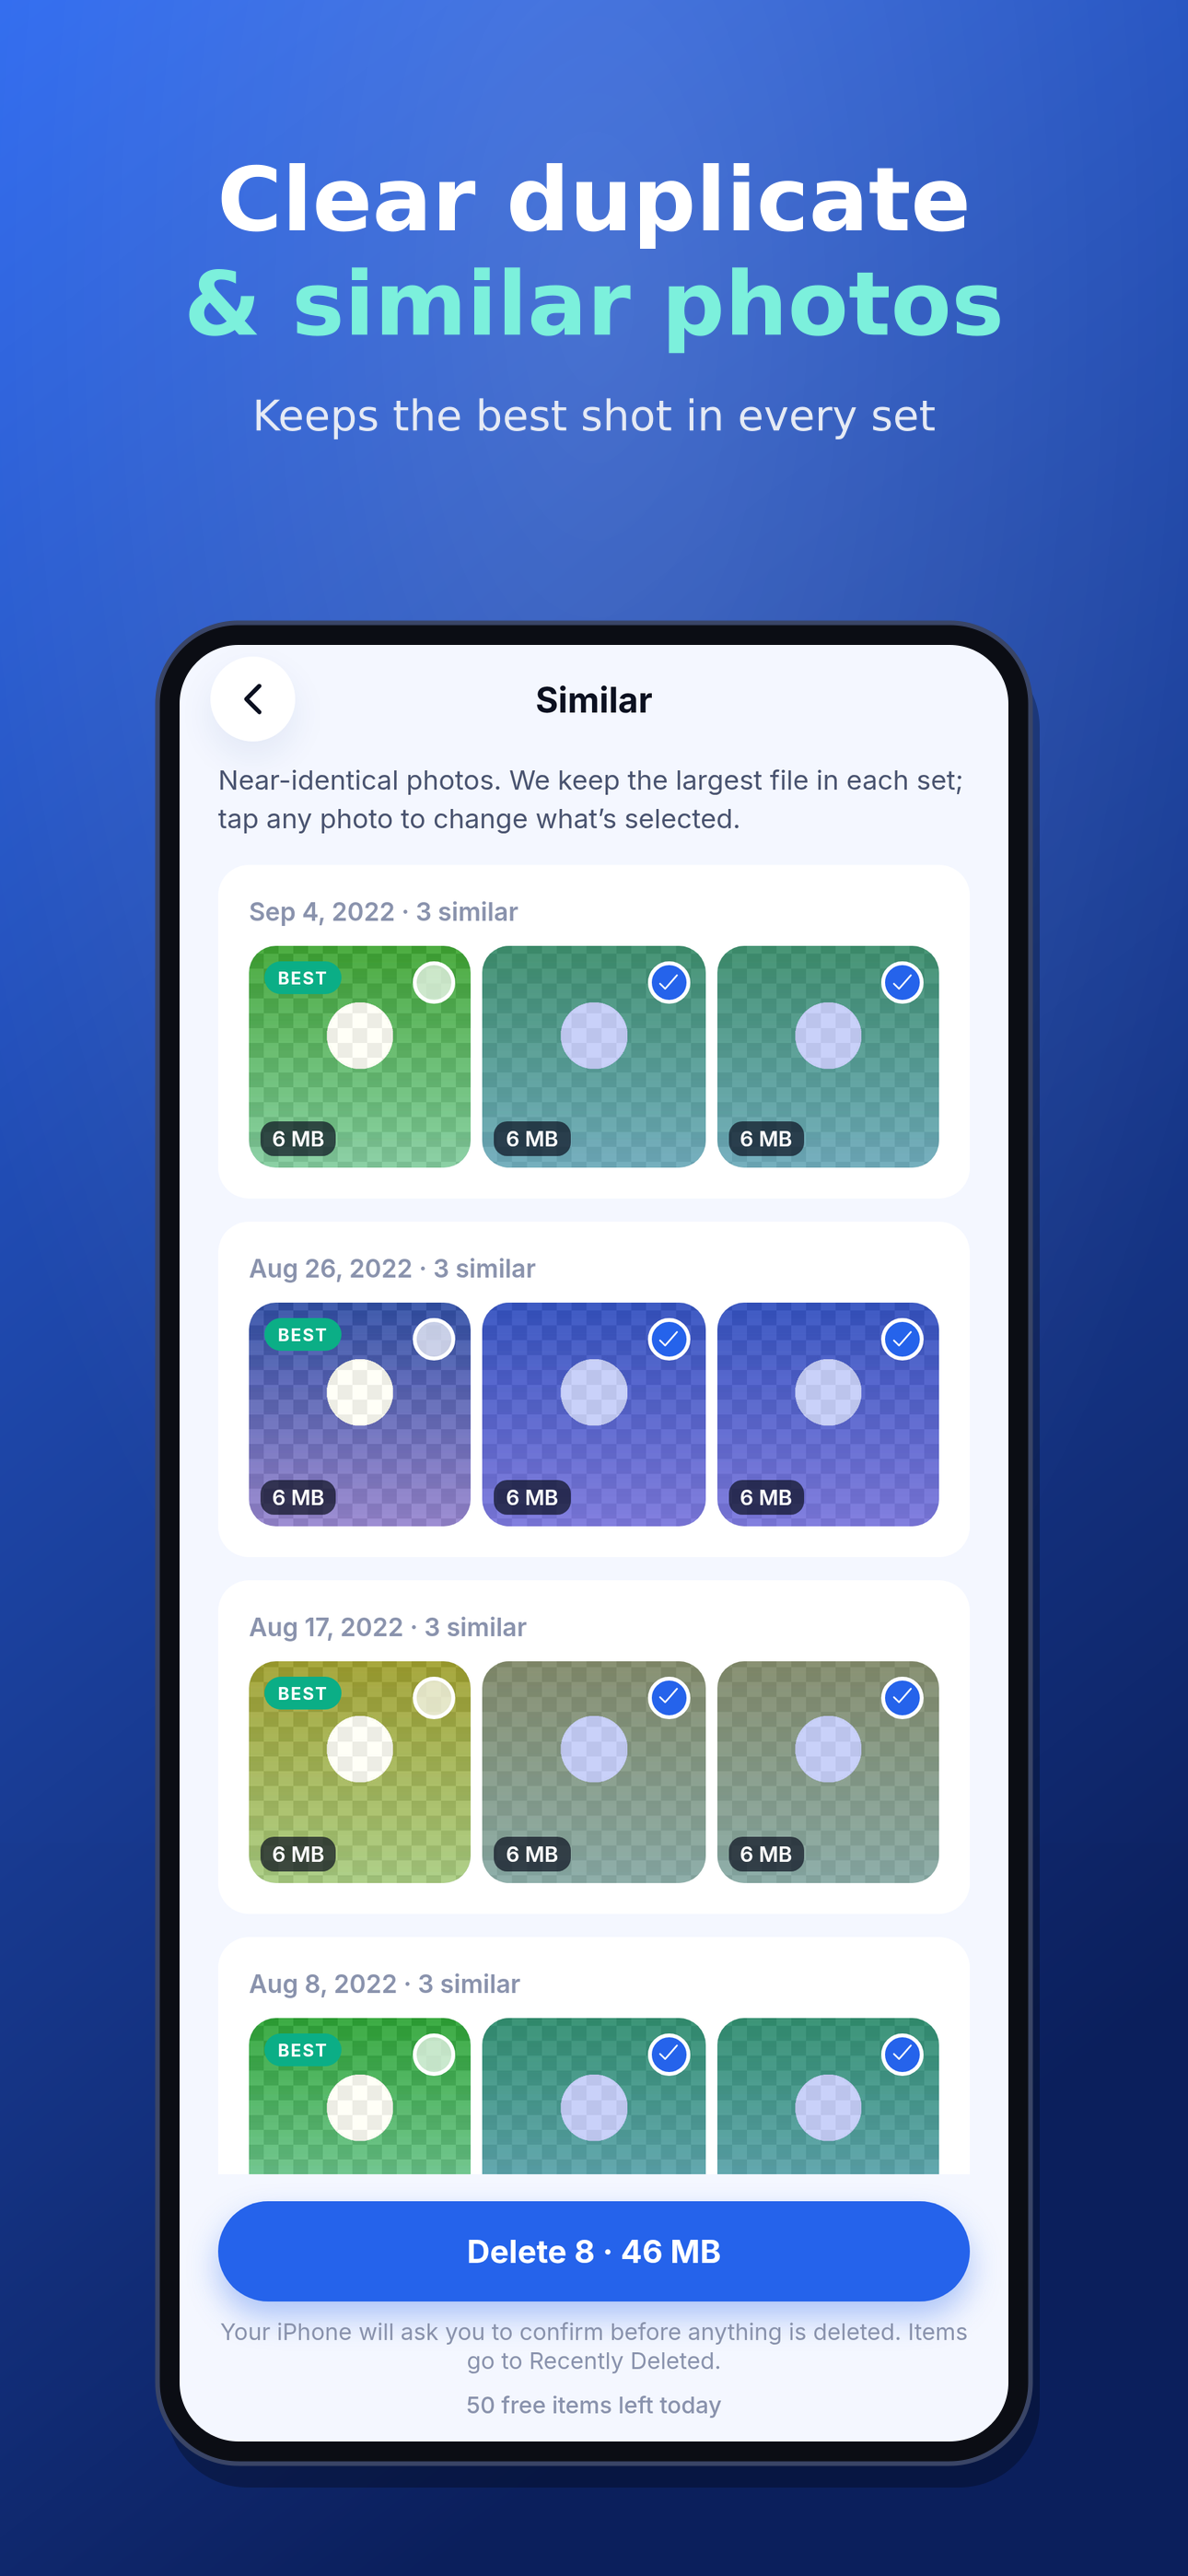 Clear duplicate
& similar photos
Keeps the best shot in every set
Similar
Near-identical photos. We keep the largest file in each set;
tap any photo to change what’s selected.
Sep 4, 2022 · 3 similar
BEST
6 MB 6 MB 6 MB
Aug 26, 2022 · 3 similar
BEST
6 MB 6 MB 6 MB
Aug 17, 2022 · 3 similar
BEST
6 MB 6 MB 6 MB
Aug 8, 2022 · 3 similar
BEST
Delete 8 · 46 MB
Your iPhone will ask you to confirm before anything is deleted. Items
go to Recently Deleted.
50 free items left today